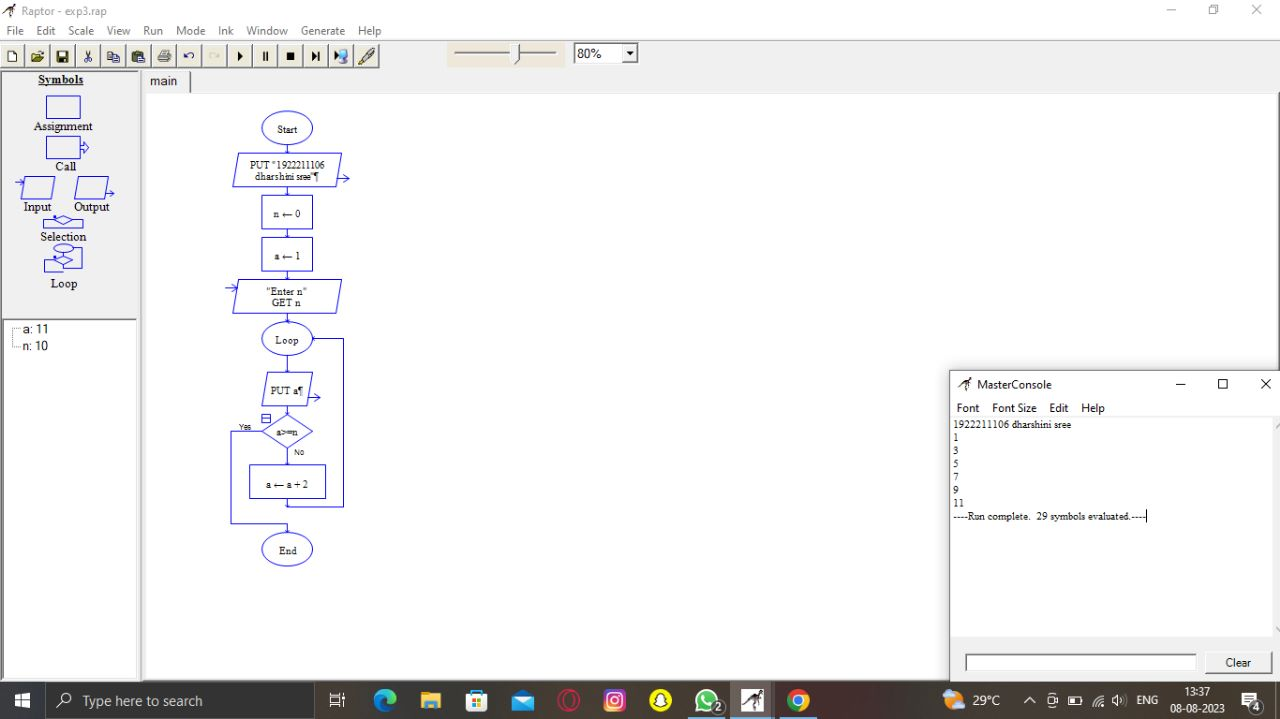 Raptor - exp3.rap
File Edit Scale View Run Mode Ink Window Generate Help
80%
Symbols
Assignment
Call
Input Output
Selection
Loop
a: 11
n: 10
main
Start
PUT "1922211106
dharshini sree"¶
n ← 0
a ← 1
"Enter n"
GET n
Loop
PUT a¶
Yes
a>=n
No
a ← a + 2
End
MasterConsole
Font Font Size Edit Help
1922211106 dharshini sree
1
3
5
7
9
11
----Run complete. 29 symbols evaluated.----
Clear
Type here to search
2
29°C
ENG
13:37
08-08-2023
4